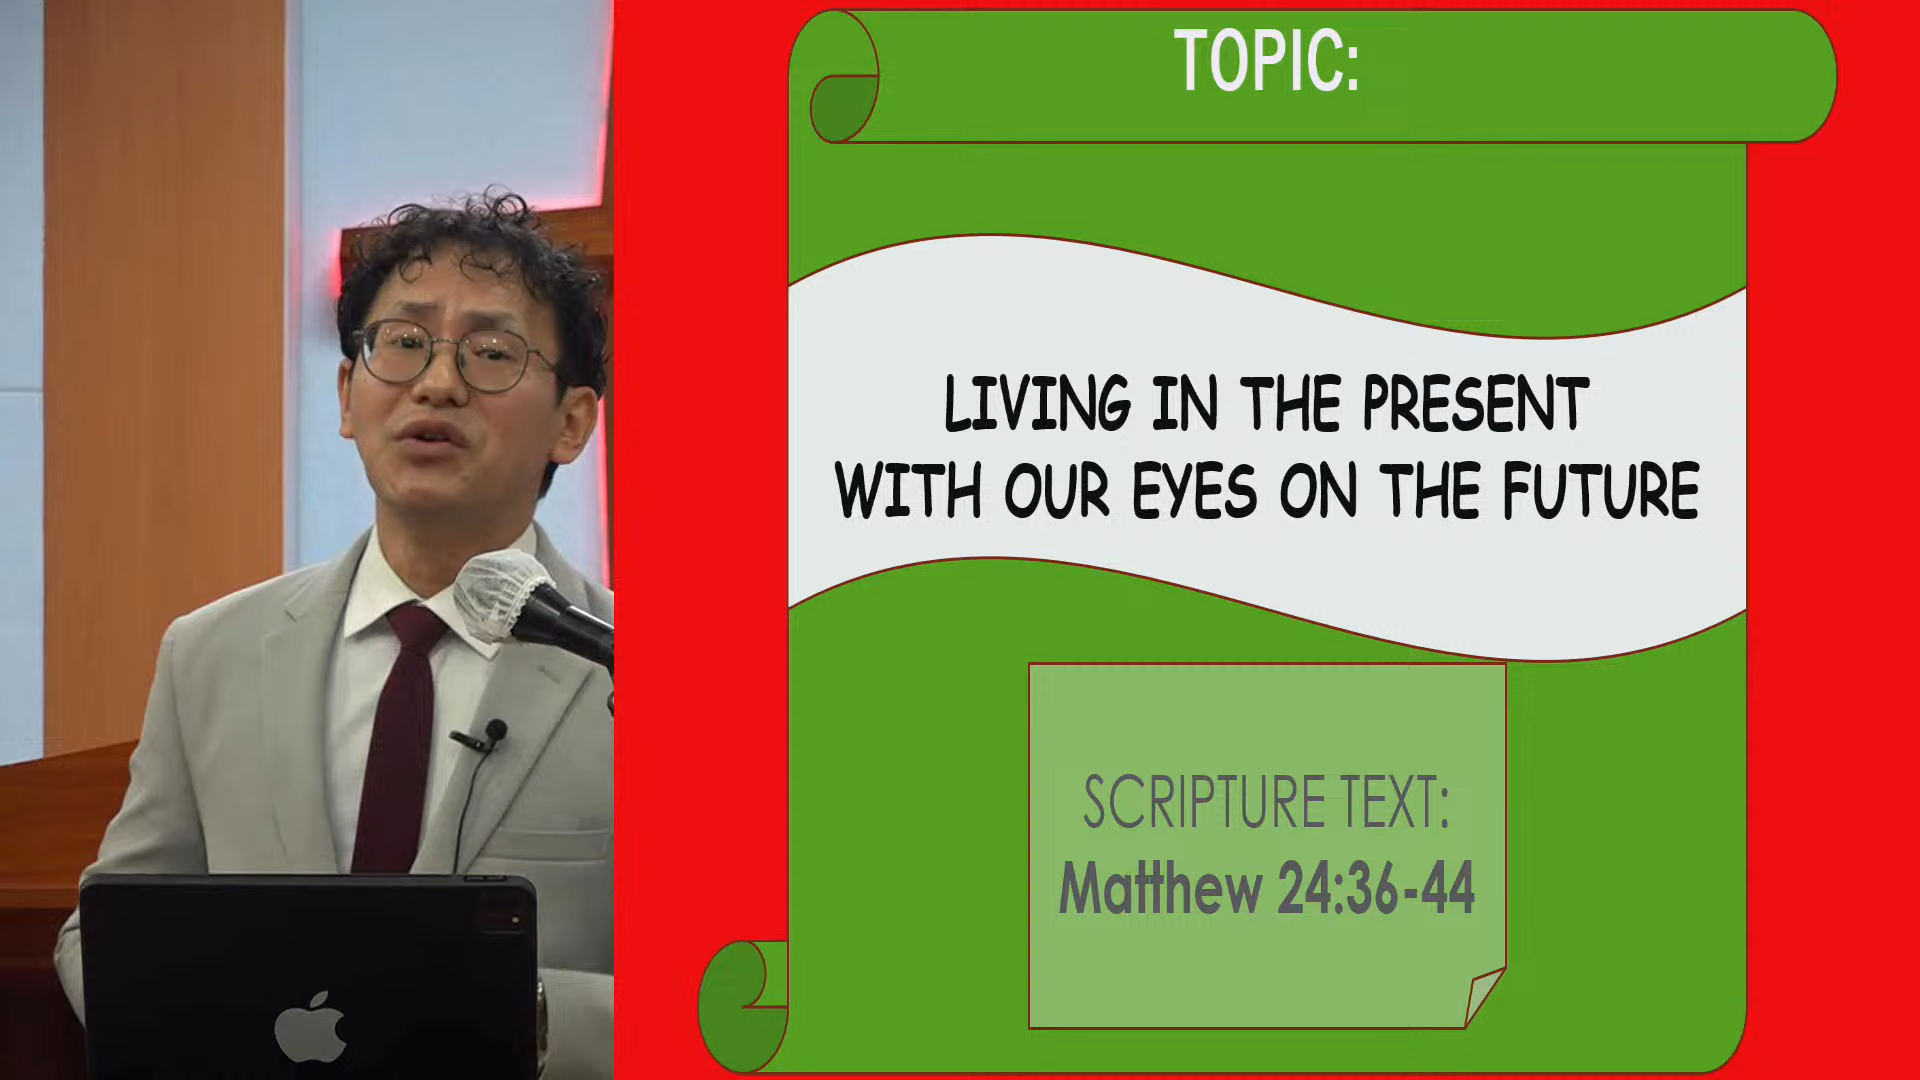 TOPIC:
LIVING IN THE PRESENT
WITH OUR EYES ON THE FUTURE
SCRIPTURE TEXT:
Matthew 24:36-44